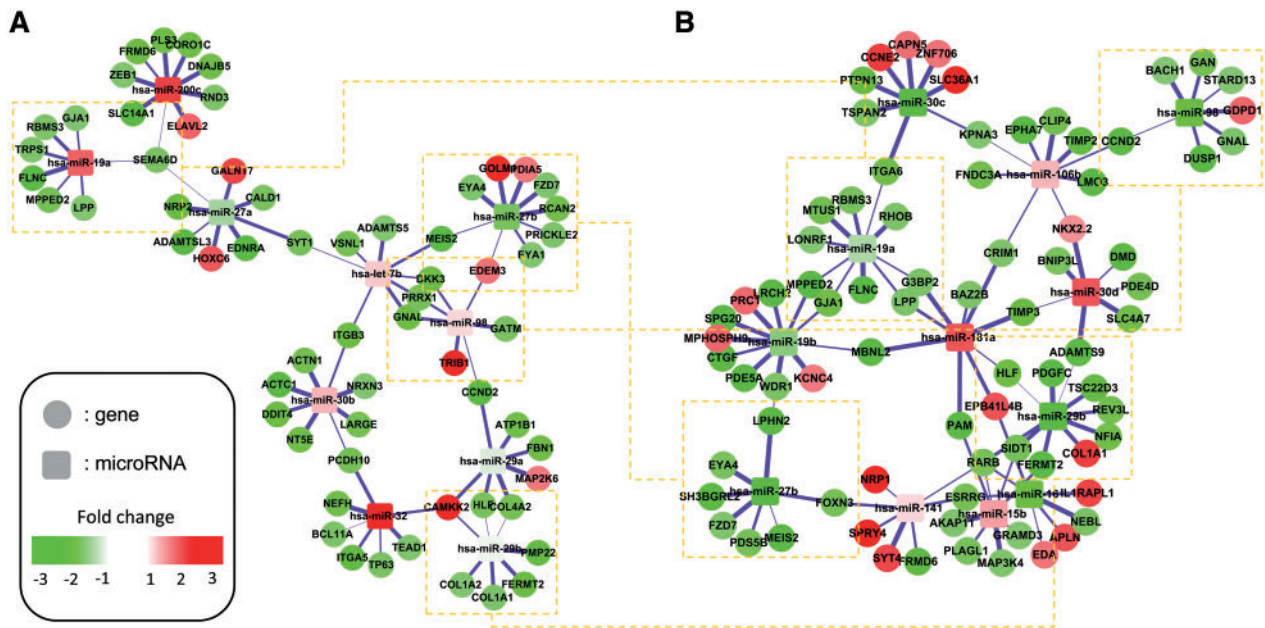 A
PLS3
CORO1C
FRMD6
DNAJB5
ZEB1
hsa-miR-200c
RND3
SLC14A1
ELAVL2
GJA1
RBMS3
TRPS1
hsa-miR-19a
SEMA6D
FLNC
MPPED2
LPP
GALN17
NRP2
CALD1
hsa-miR-27a
ADAMTSL3
EDNRA
SYT1
HOXC6
GOLM1
PDIA5
EYA4
FZD7
hsa-miR-27b
RCAN2
PRICKLE2
FYA1
ADAMTS5
VSNL1
MEIS2
hsa-let-7b
EDEM3
CKK3
PRRX1
GNAL
hsa-miR-98
GATM
TRIB1
ITGB3
CCND2
ACTN1
ACTC1
NRXN3
hsa-miR-30b
DDIT4
LARGE
NT5E
PCDH10
ATP1B1
FBN1
hsa-miR-29a
MAP2K6
NEFH
CAMKK2
HLF
COL4A2
hsa-miR-32
BCL11A
TEAD1
ITGA5
TP63
hsa-miR-29b
PMP22
COL1A2
FERMT2
COL1A1
: gene
: microRNA
Fold change
-3 -2 -1 1 2 3
B
CAPN5
CCNE2
ZNF706
PTPN13
SLC36A1
hsa-miR-30c
TSPAN2
KPNA3
ITGA6
EPHA7
CLIP4
TIMP2
CCND2
FNDC3A
hsa-miR-106b
LMO3
GAN
BACH1
STARD13
hsa-miR-98
GDPD1
GNAL
DUSP1
RBMS3
MTUS1
RHOB
LONRF1
hsa-miR-19a
MPPED2
G3BP2
GJA1
FLNC
LPP
CRIM1
NKX2.2
BNIP3L
DMD
BAZ2B
PDE4D
hsa-miR-30d
TIMP3
SLC4A7
PRC1
SPG20
MPHOSPH9
hsa-miR-19b
CTGF
PDE5A
WDR1
KCNC4
MBNL2
hsa-miR-181a
ADAMTS9
HLF
PDGFC
TSC22D3
EPB41L4B
REV3L
hsa-miR-29b
NFIA
COL1A1
PAM
SIDT1
FERMT2
RARB
LPHN2
EYA4
SH3BGRL2
hsa-miR-27b
FZD7
PDS5B
MEIS2
FOXN3
NRP1
hsa-miR-141
SPRY4
SYT4
FRMD6
ESRRG
IL1RAPL1
AKAP11
hsa-miR-15b
NEBL
GRAMD3
APLN
PLAGL1
EDA
MAP3K4